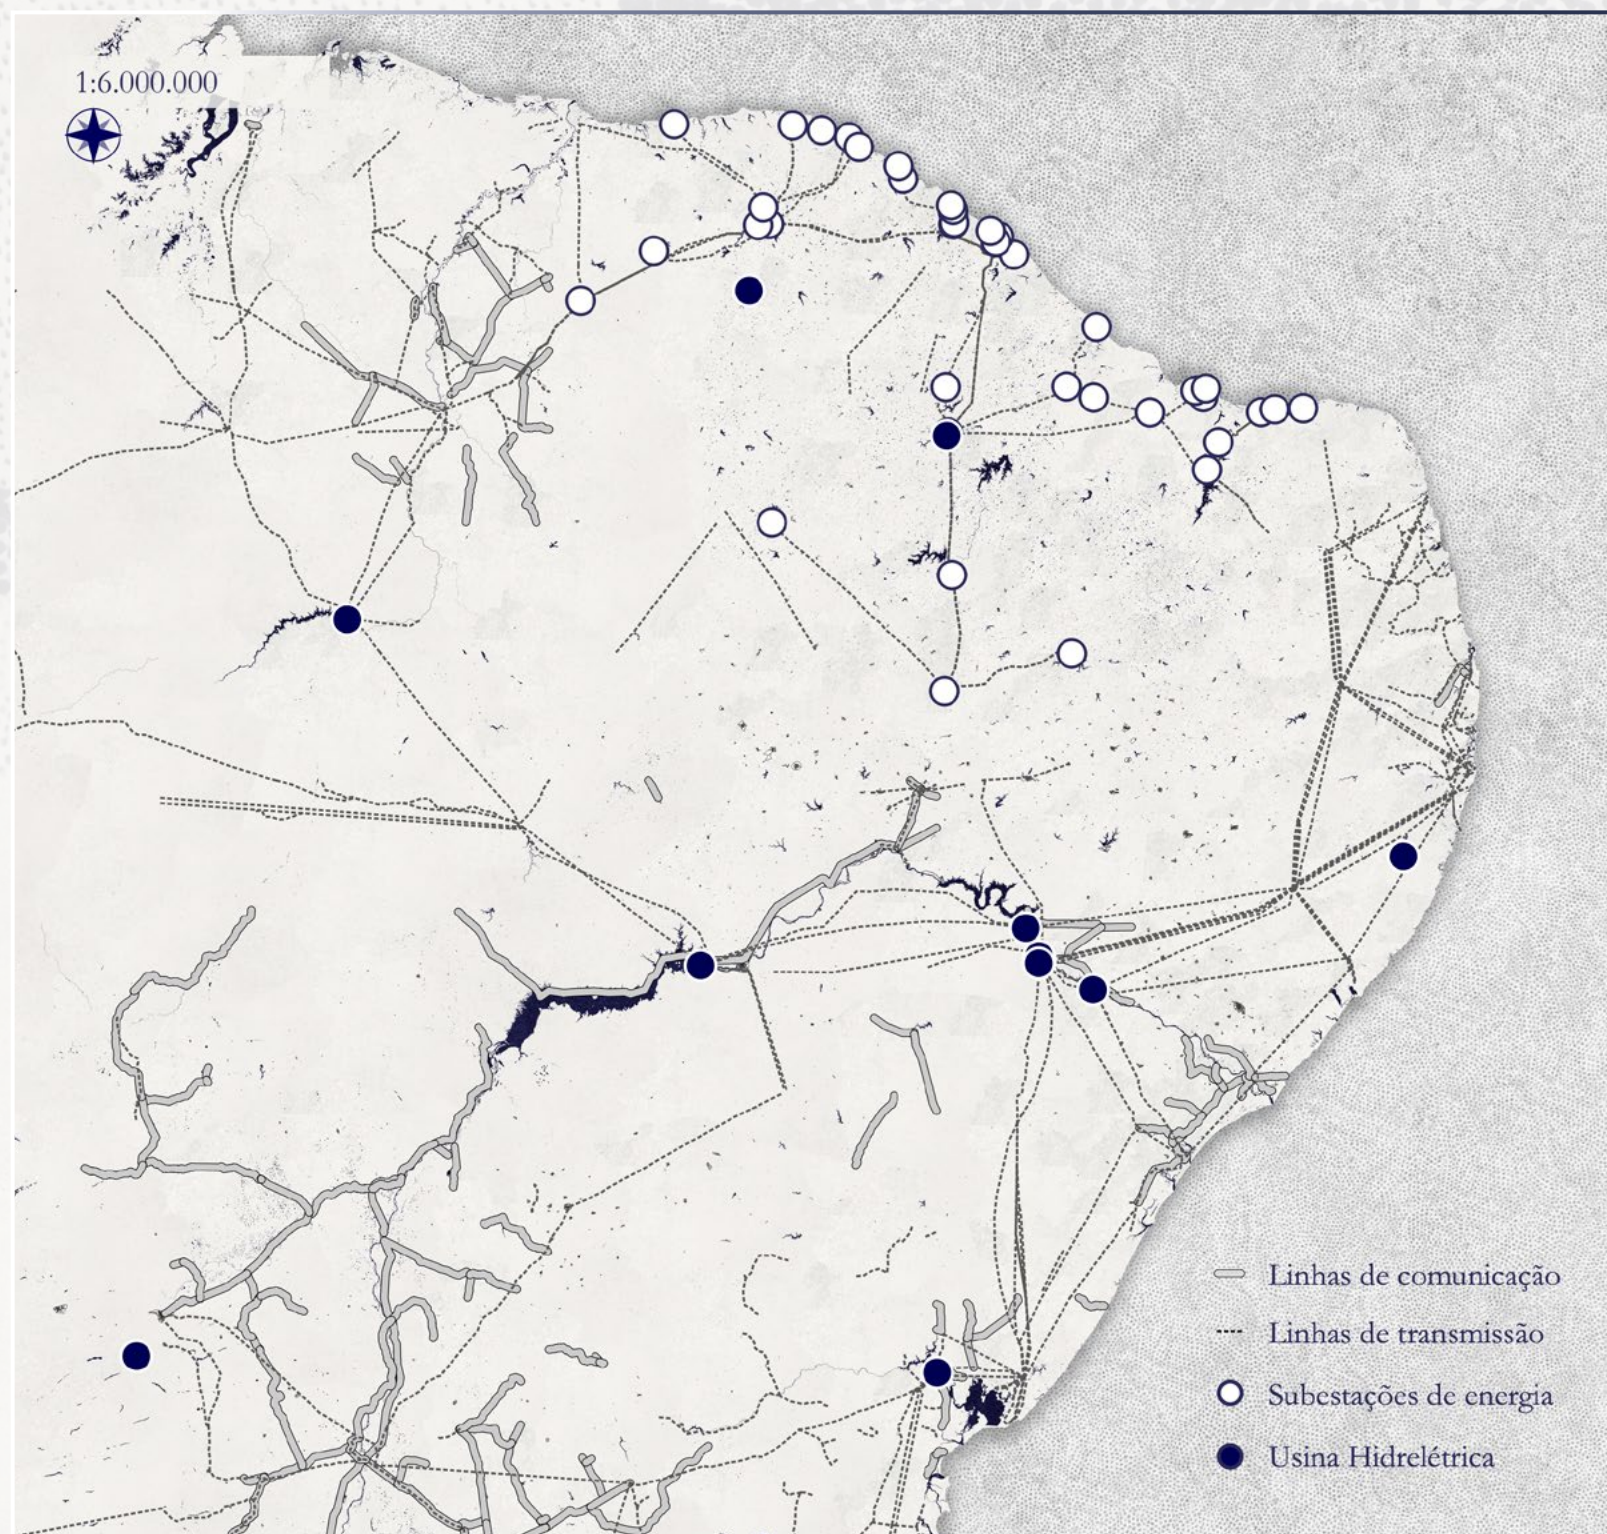 1:6.000.000
Linhas de comunicação
Linhas de transmissão
Subestações de energia
Usina Hidrelétrica